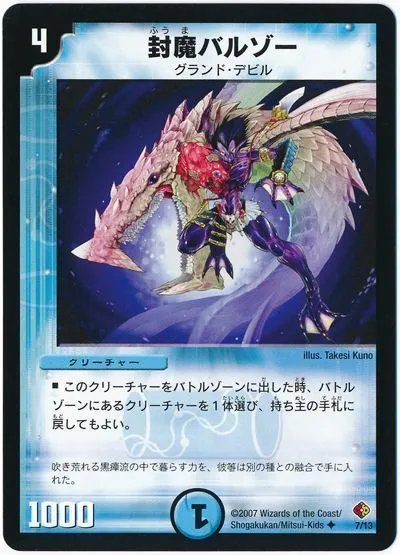 4
ふう ま
封魔バルゾー
グランド・デビル
illus. Takesi Kuno
クリーチャー
■ このクリーチャーをバトルゾーンに出した時、バトル
ゾーンにあるクリーチャーを1体選び、持ち主の手札に
戻してもよい。
吹き荒れる黒瘴流の中で暮らす力を、彼等は別の種との融合で手に入
れた。
1000
1
©2007 Wizards of the Coast/
Shogakukan/Mitsui-Kids ◆ 7/13